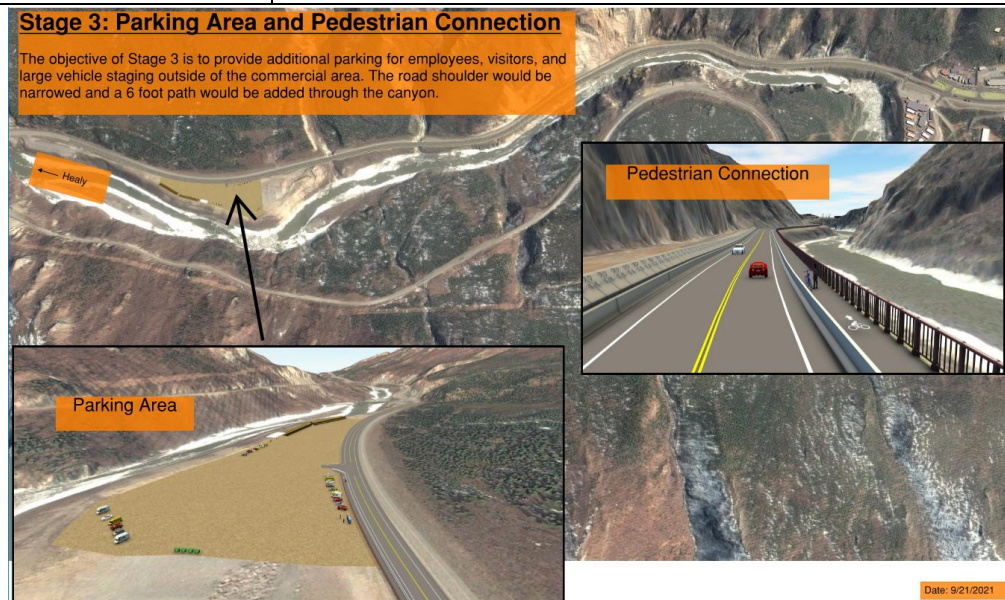 Stage 3: Parking Area and Pedestrian Connection
The objective of Stage 3 is to provide additional parking for employees, visitors, and
large vehicle staging outside of the commercial area. The road shoulder would be
narrowed and a 6 foot path would be added through the canyon.
Healy
Pedestrian Connection
Parking Area
Date: 9/21/2021